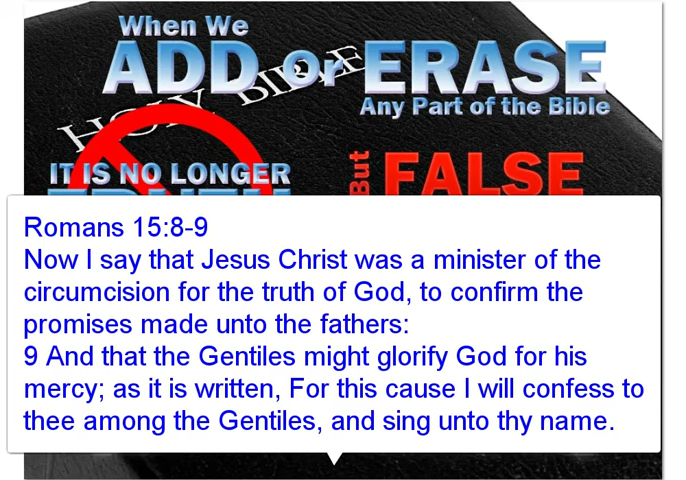 When We
ADD or ERASE
HOLY BIBLE
Any Part of the Bible
IT IS NO LONGER
But FALSE
Romans 15:8-9
Now I say that Jesus Christ was a minister of the
circumcision for the truth of God, to confirm the
promises made unto the fathers:
9 And that the Gentiles might glorify God for his
mercy; as it is written, For this cause I will confess to
thee among the Gentiles, and sing unto thy name.